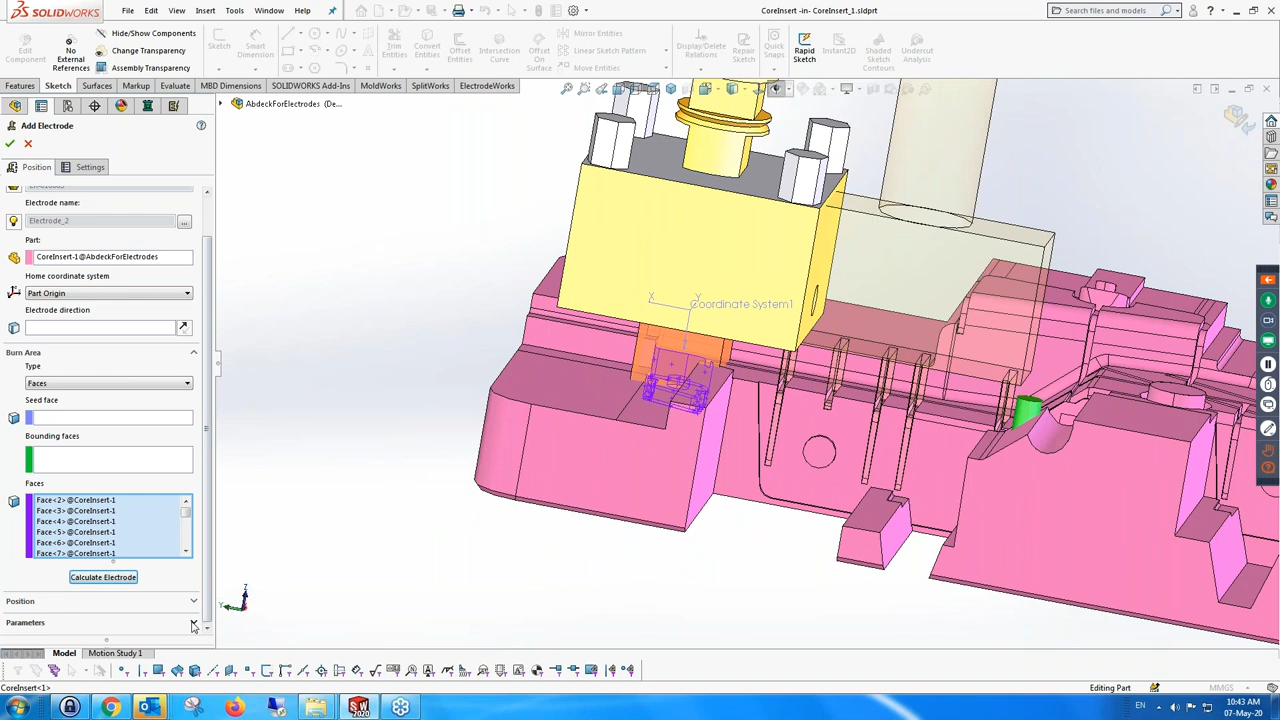 SOLIDWORKS
File Edit View Insert Tools Window Help
CoreInsert -in- CoreInsert_1.sldprt
Search files and models
Edit Component
No External References
Hide/Show Components
Change Transparency
Assembly Transparency
Sketch
Smart Dimension
Trim Entities
Convert Entities
Offset Entities
Intersection Curve
Offset On Surface
Mirror Entities
Linear Sketch Pattern
Move Entities
Display/Delete Relations
Repair Sketch
Quick Snaps
Rapid Sketch
Instant2D
Shaded Sketch Contours
Undercut Analysis
Features Sketch Surfaces Markup Evaluate MBD Dimensions SOLIDWORKS Add-Ins MoldWorks SplitWorks ElectrodeWorks
AbdeckForElectrodes (De...
Add Electrode
Position Settings
Electrode name:
Electrode_2
...
Part:
CoreInsert-1@AbdeckForElectrodes
Home coordinate system
Part Origin
Electrode direction
Burn Area
Type
Faces
Seed face
Bounding faces
Faces
Face<2> @CoreInsert-1
Face<3> @CoreInsert-1
Face<4> @CoreInsert-1
Face<5> @CoreInsert-1
Face<6> @CoreInsert-1
Face<7> @CoreInsert-1
Calculate Electrode
Position
Parameters
X Y
Coordinate System1
Z
Y
Model Motion Study 1
CoreInsert<1>
Editing Part
MMGS
SW 2020
EN
10:43 AM
07-May-20